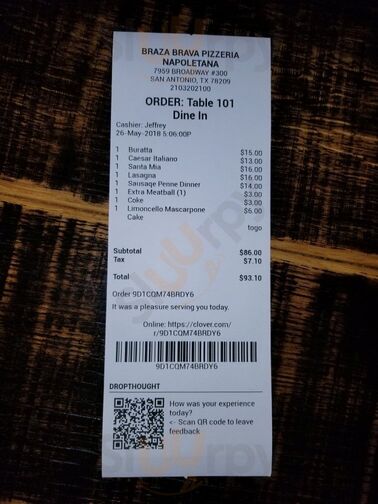 BRAZA BRAVA PIZZERIA
NAPOLETANA
7959 BROADWAY #300
SAN ANTONIO, TX 78209
2103202100
ORDER: Table 101
Dine In
Cashier: Jeffrey
26-May-2018 5:06:00P
1 Buratta $15.00
1 Caesar Italiano $13.00
1 Santa Mia $16.00
1 Lasagna $16.00
1 Sausage Penne Dinner $14.00
1 Extra Meatball (1) $3.00
1 Coke $3.00
1 Limoncello Mascarpone $6.00
Cake
togo
Subtotal $86.00
Tax $7.10
Total $93.10
Order 9D1CQM74BRDY6
It was a pleasure serving you today.
Online: https://clover.com/
r/9D1CQM74BRDY6
9D1CQM74BRDY6
DROPTHOUGHT
How was your experience
today?
<- Scan QR code to leave
feedback